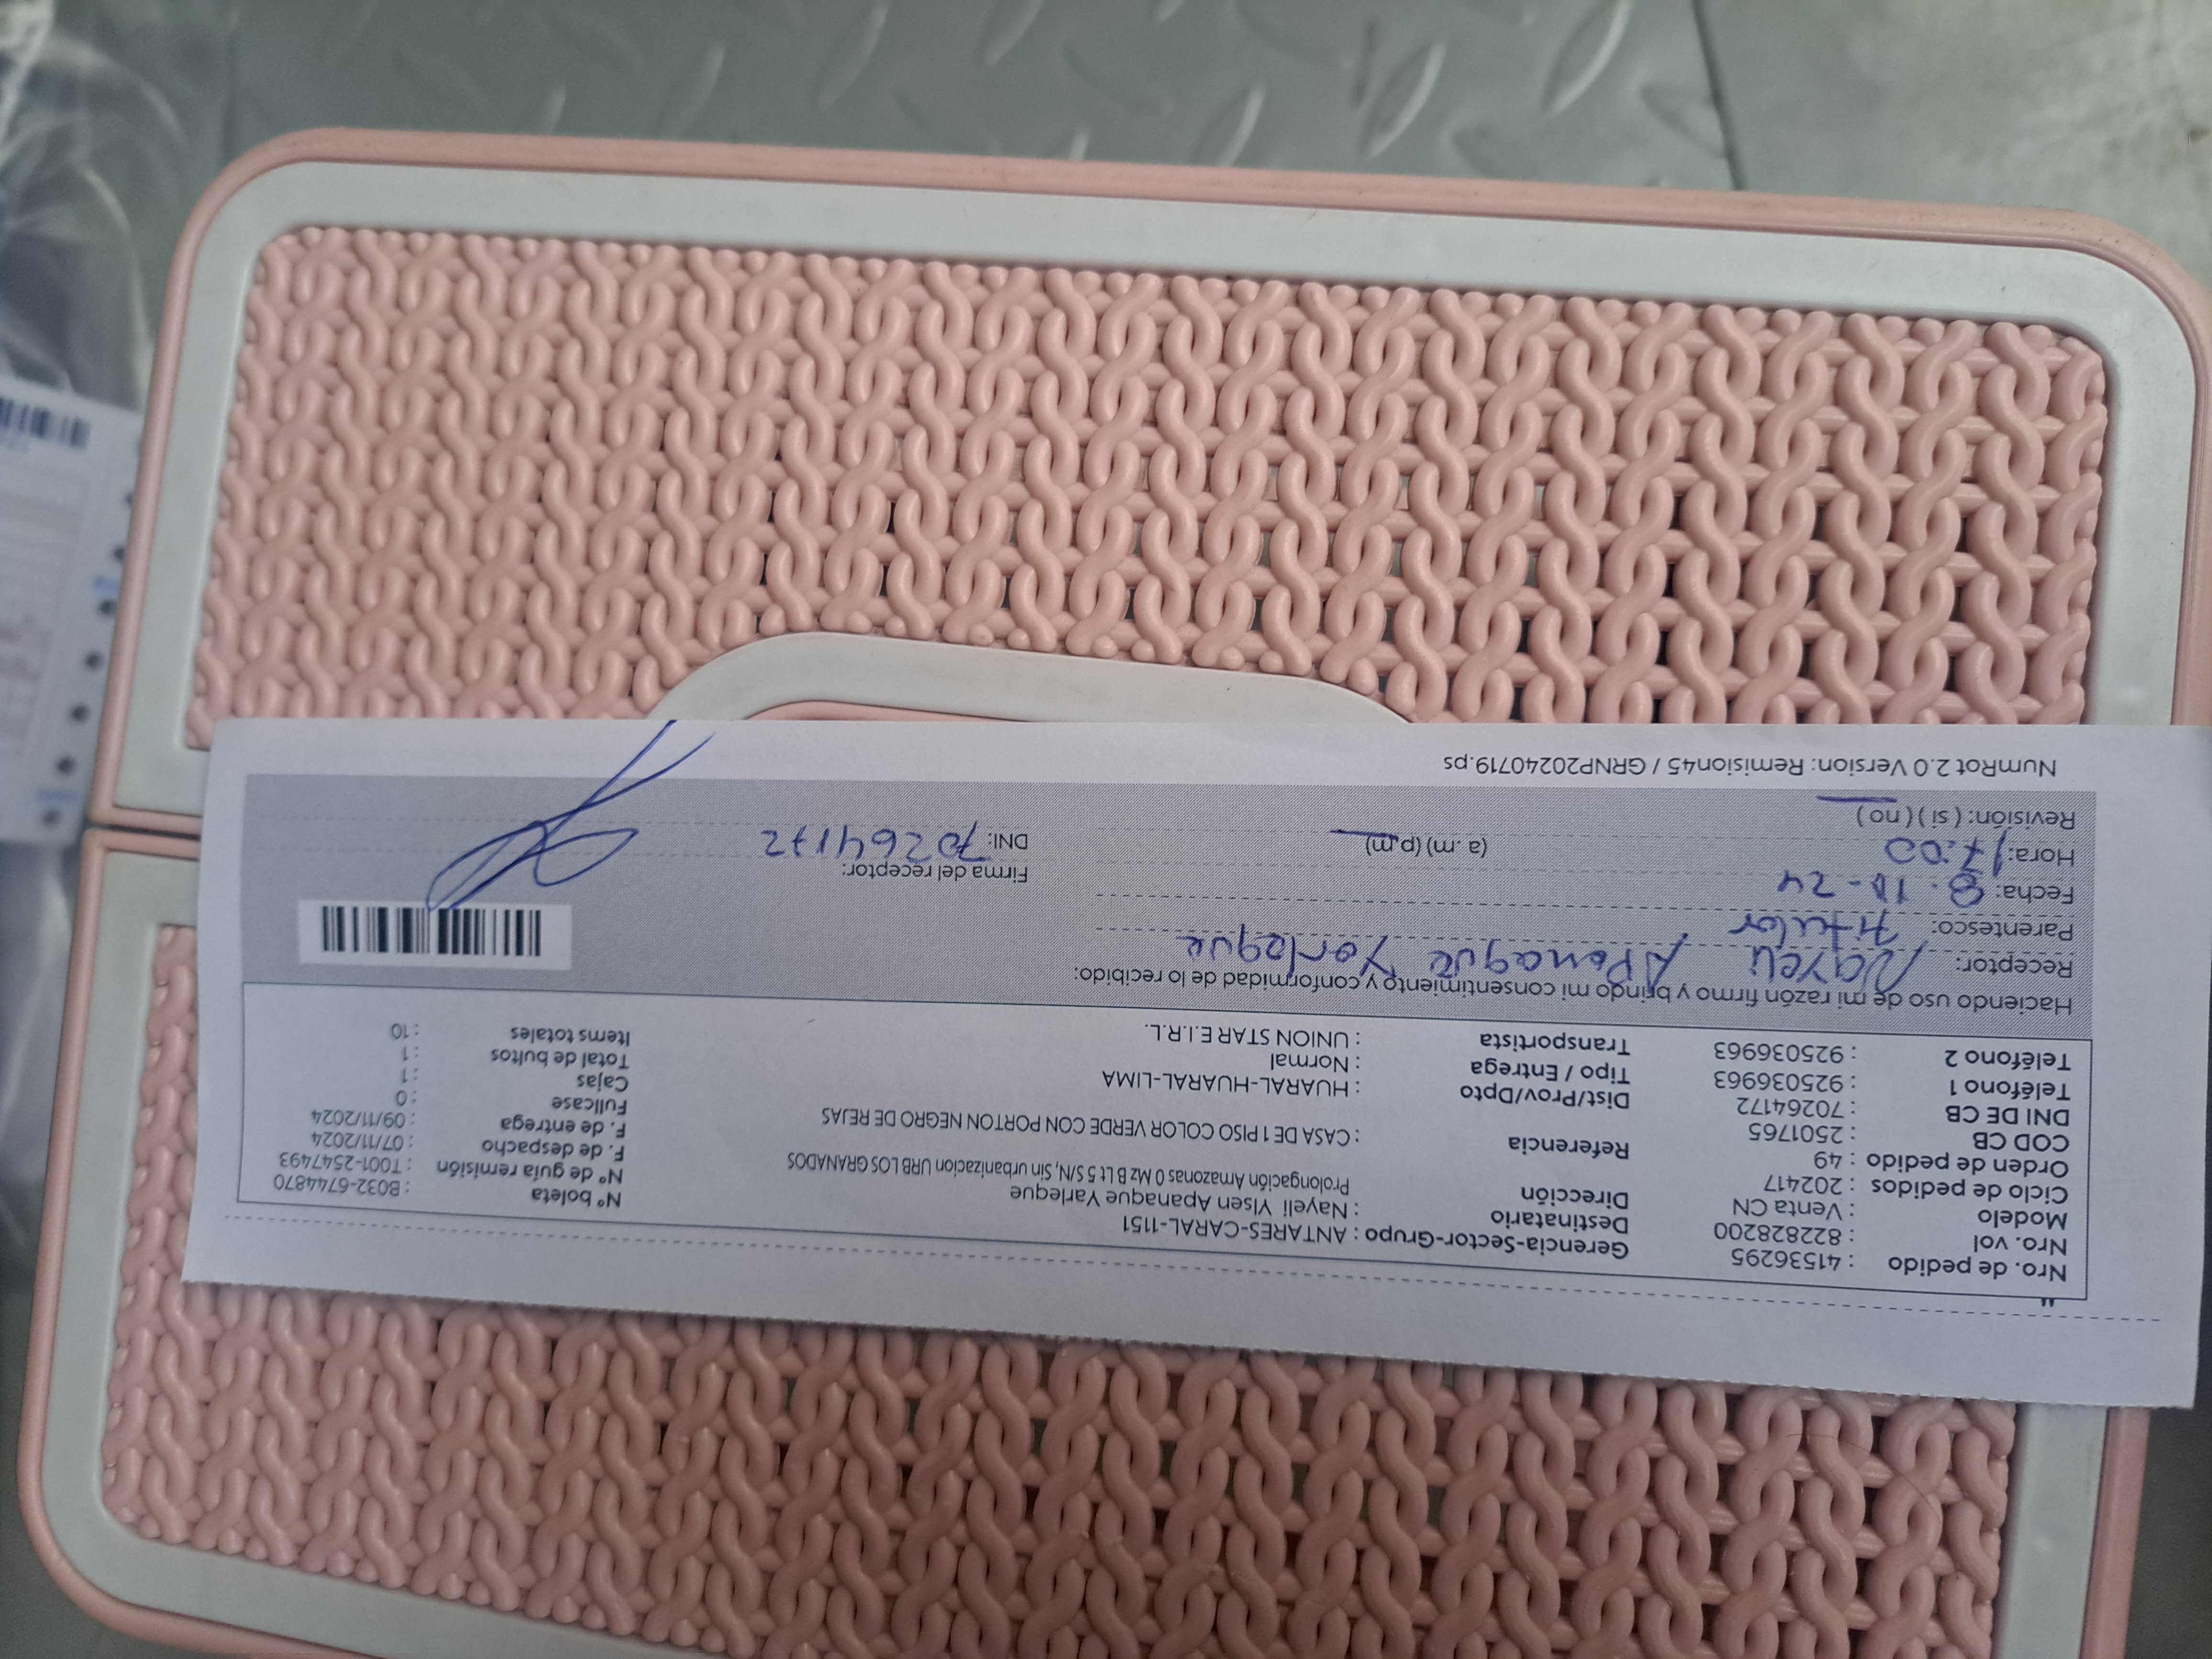 Nro. de pedido : 41536295
Nro. vol : 822828200
Modelo : Venta CN
Ciclo de pedidos : 202417
Orden de pedido : 49
COD CB : 2501765
DNI DE CB : 70264172
Teléfono 1 : 925036963
Teléfono 2 : 925036963
Gerencia-Sector-Grupo : ANTARES-CARAL-1151
Destinatario : Nayeli Ylsen Apanaque Yarleque
Dirección Prolongación Amazonas 0 Mz B Lt 5 S/N, Sin urbanizacion URB LOS GRANADOS
Referencia : CASA DE 1 PISO COLOR VERDE CON PORTON NEGRO DE REJAS
Dist/Prov/Dpto : HUARAL-HUARAL-LIMA
Tipo / Entrega : Normal
Transportista : UNION STAR E.I.R.L.
N° boleta : B032-6744870
N° de guía remisión : T001-2547493
F. de despacho : 07/11/2024
F. de entrega : 09/11/2024
Fullcase : 0
Cajas : 1
Total de bultos : 1
Items totales : 10
Haciendo uso de mi razón firmo y brindo mi consentimiento y conformidad de lo recibido:
Receptor: Nayeli Apanaque Yarleque
Parentesco: Titular
Fecha: 8-11-24
Hora: 17:00 (a.m) (p.m)
Revisión: (si) (no)
Firma del receptor:
DNI: 70264172
NumRot 2.0 Version: Remision45 / GRNP20240719.ps